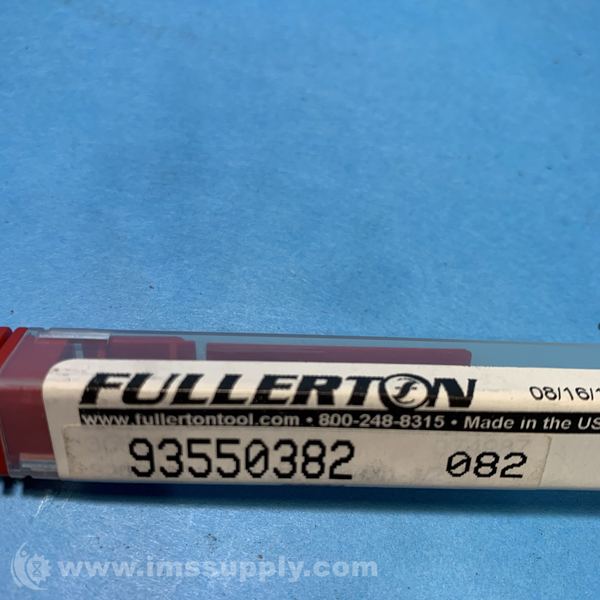 FULLERTON 08/16/1
www.fullertontool.com • 800-248-8315 • Made in the US
93550382 082
www.imssupply.com